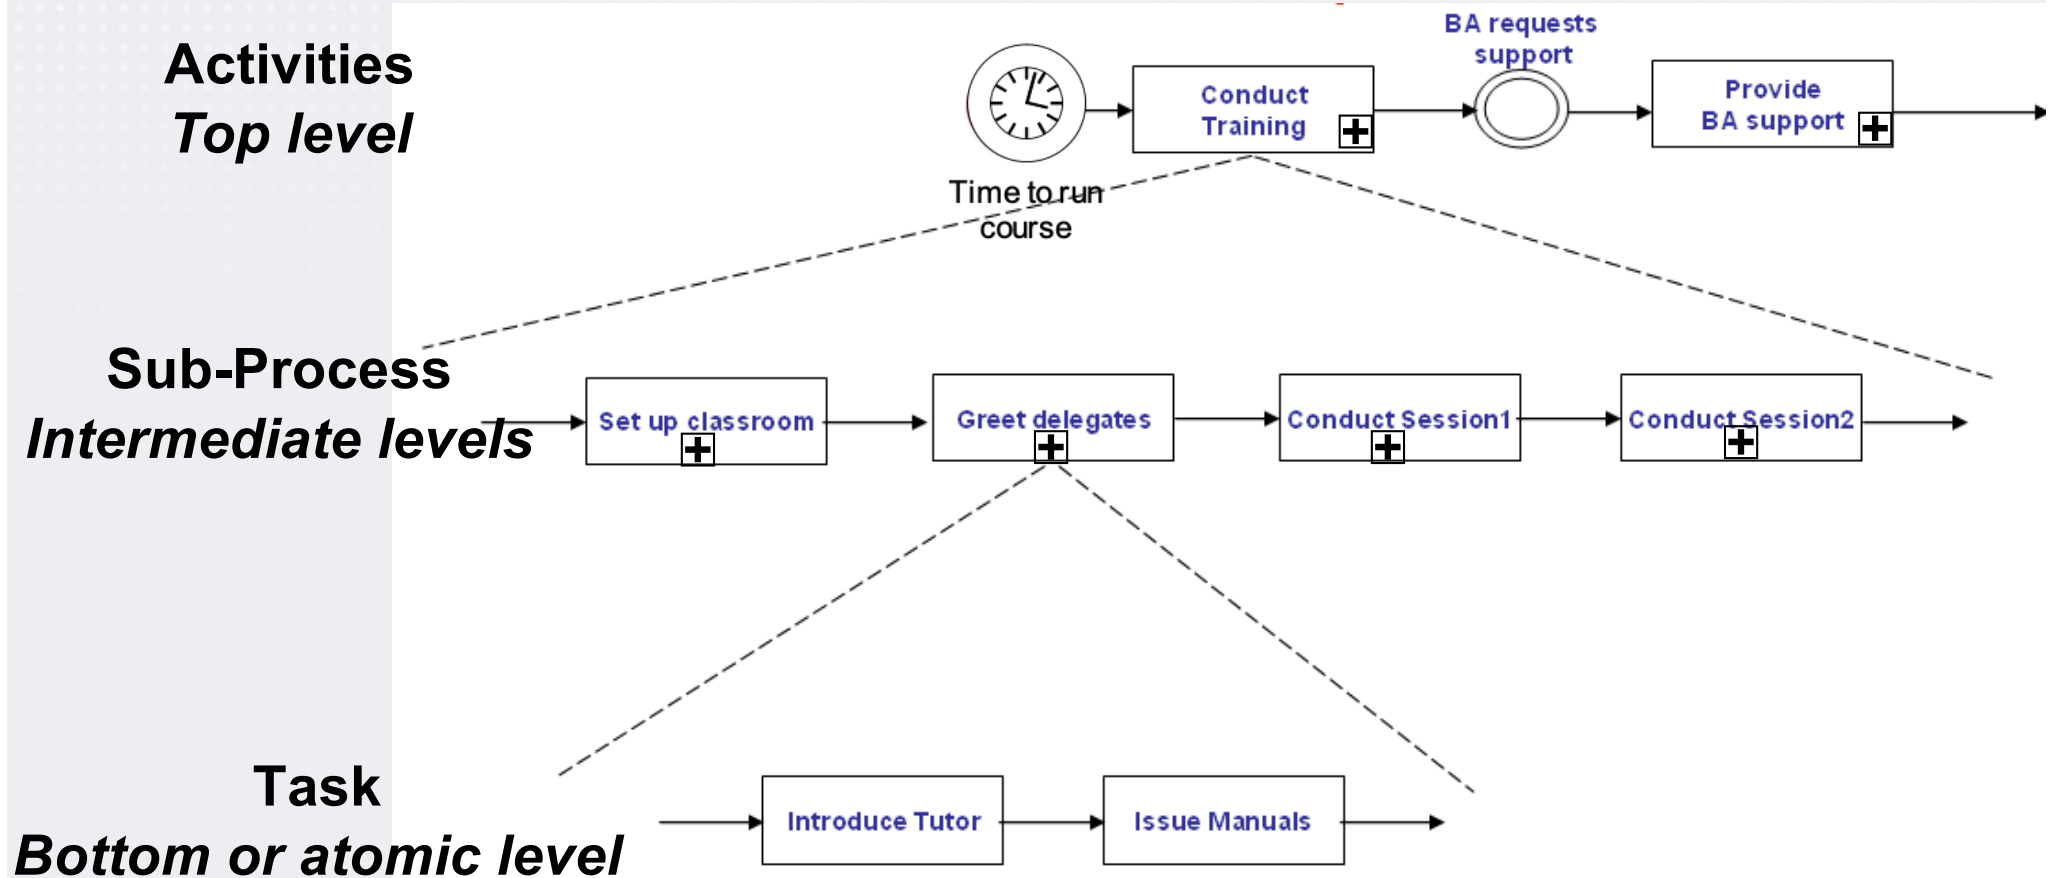 Activities
Top level
BA requests
support
Conduct
Training
Provide
BA support
Time to run
course
Sub-Process
Intermediate levels
Set up classroom
Greet delegates
Conduct Session1
Conduct Session2
Task
Bottom or atomic level
Introduce Tutor
Issue Manuals